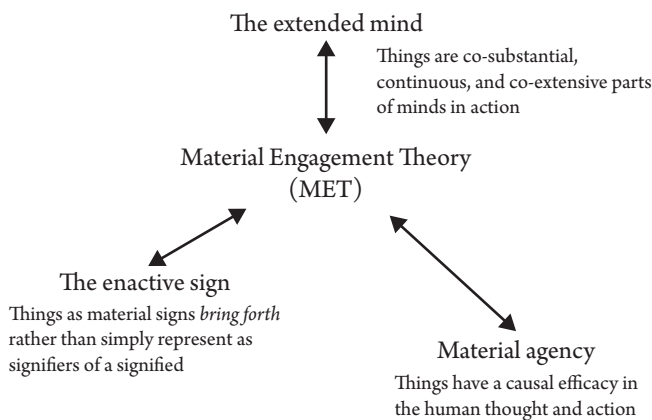 The extended mind
Things are co-substantial,
continuous, and co-extensive parts
of minds in action
Material Engagement Theory
(MET)
The enactive sign
Things as material signs bring forth
rather than simply represent as
signifiers of a signified
Material agency
Things have a causal efficacy in
the human thought and action